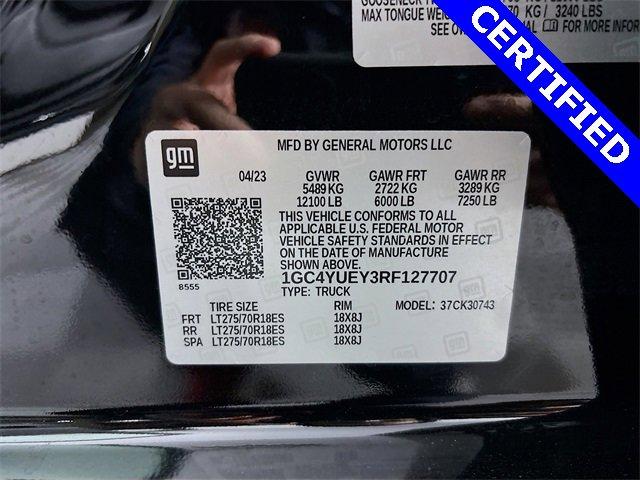 GOOSENECK
MAX TONGUE WEIG
KG / 3240 LBS
SEE
FOR MORE INFOR
CERTIFIED
gm
MFD BY GENERAL MOTORS LLC
04/23 GVWR GAWR FRT GAWR RR
5489 KG 2722 KG 3289 KG
12100 LB 6000 LB 7250 LB
THIS VEHICLE CONFORMS TO ALL
APPLICABLE U.S. FEDERAL MOTOR
VEHICLE SAFETY STANDARDS IN EFFECT
ON THE DATE OF MANUFACTURE
SHOWN ABOVE.
8555
1GC4YUEY3RF127707
TYPE: TRUCK
TIRE SIZE RIM MODEL: 37CK30743
FRT LT275/70R18ES 18X8J
RR LT275/70R18ES 18X8J
SPA LT275/70R18ES 18X8J